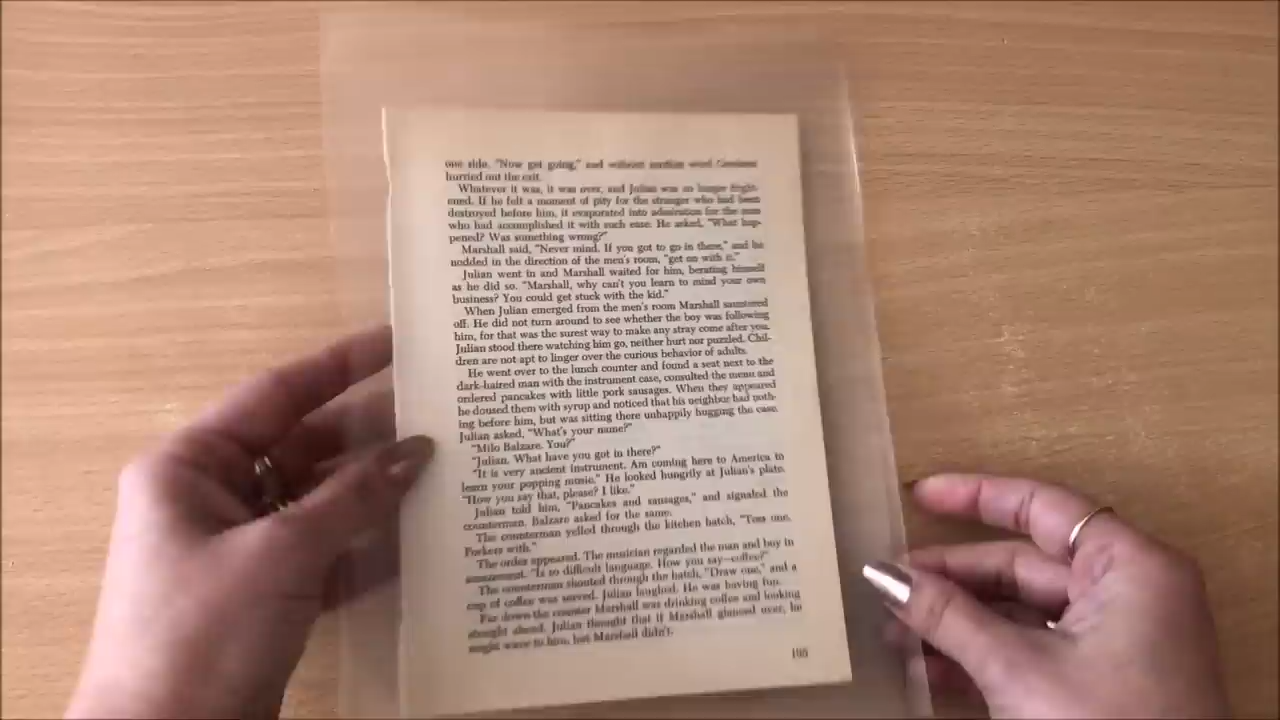 one side. "Now get going," and without another word
hurried out the exit.
Whatever it was, it was over, and Julian was no longer fright-
ened. If he felt a moment of pity for the stranger who had been
destroyed before him, it evaporated into admiration for the man
who had accomplished it with such ease. He asked, "What hap-
pened? Was something wrong?"
Marshall said, "Never mind. If you got to go in there," and he
nodded in the direction of the men's room, "get on with it."
Julian went in and Marshall waited for him, berating himself
as he did so. "Marshall, why can't you learn to mind your own
business? You could get stuck with the kid."
When Julian emerged from the men's room Marshall sauntered
off. He did not turn around to see whether the boy was following
him, for that was the surest way to make any stray come after you.
Julian stood there watching him go, neither hurt nor puzzled. Chil-
dren are not apt to linger over the curious behavior of adults.
He went over to the lunch counter and found a seat next to the
dark-haired man with the instrument case, consulted the menu and
ordered pancakes with little pork sausages. When they appeared
he doused them with syrup and noticed that his neighbor had noth-
ing before him, but was sitting there unhappily hugging the case.
Julian asked, "What's your name?"
"Milo Balzare. You?"
"Julian. What have you got in there?"
"It is very ancient instrument. Am coming here to America to
learn your popping music." He looked hungrily at Julian's plate.
"How you say that, please? I like."
Julian told him, "Pancakes and sausages," and signaled the
counterman. Balzare asked for the same.
The counterman yelled through the kitchen hatch, "Toss one.
Porkers with."
The order appeared. The musician regarded the man and boy in
amazement. "Is so difficult language. How you say—coffee?"
The counterman shouted through the hatch, "Draw one," and a
cup of coffee was served. Julian laughed. He was having fun.
Far down the counter Marshall was drinking coffee and looking
straight ahead. Julian thought that if Marshall glanced over, he
might wave to him, but Marshall didn't.